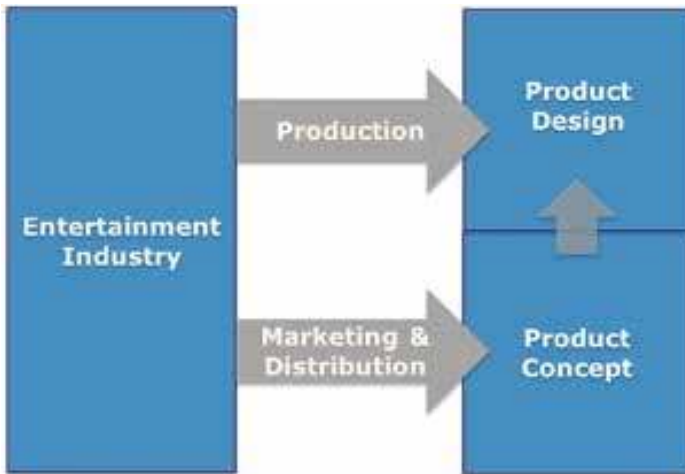 Entertainment
Industry
Production
Marketing &
Distribution
Product
Design
Product
Concept